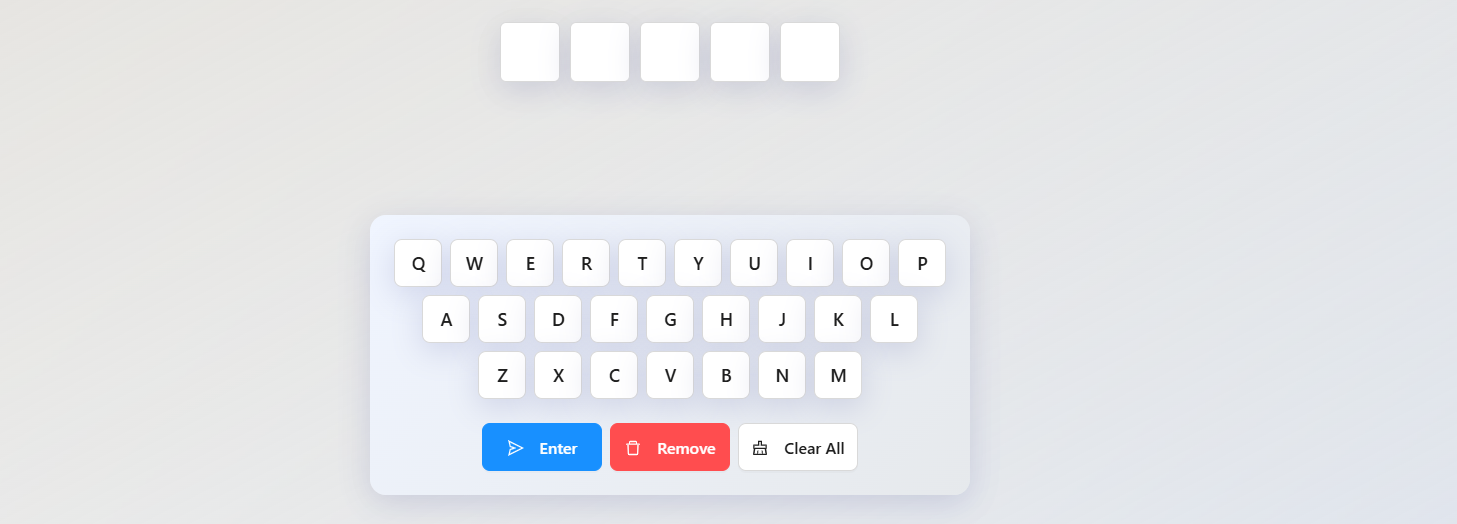 Q W E R T Y U I O P
A S D F G H J K L
Z X C V B N M
Enter Remove Clear All